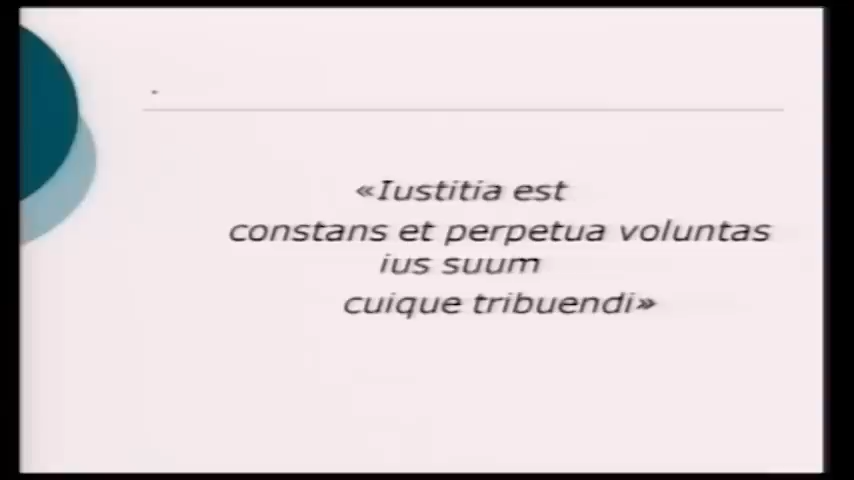 «Iustitia est
constans et perpetua voluntas
ius suum
cuique tribuendi»